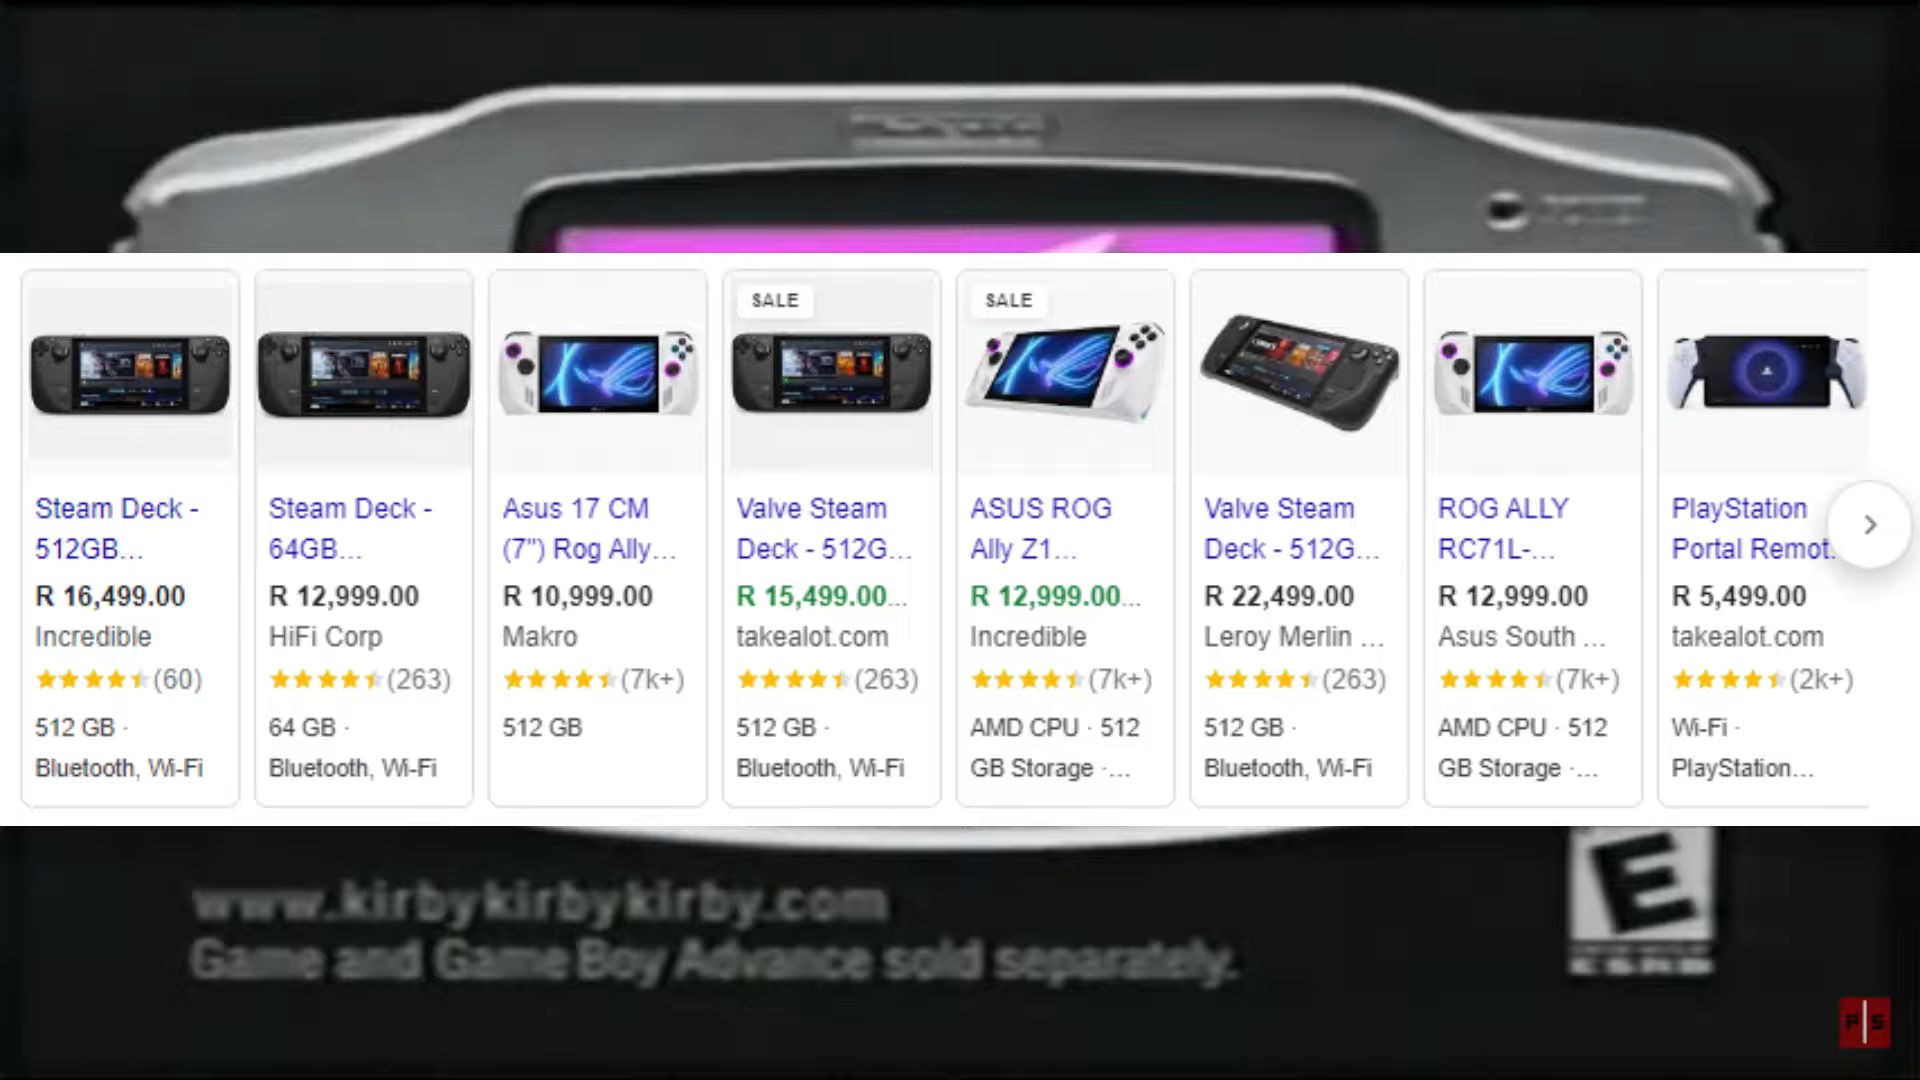 SALE
SALE
Steam Deck -
512GB...
R 16,499.00
Incredible
(60)
512 GB ·
Bluetooth, Wi-Fi
Steam Deck -
64GB...
R 12,999.00
HiFi Corp
(263)
64 GB ·
Bluetooth, Wi-Fi
Asus 17 CM
(7") Rog Ally...
R 10,999.00
Makro
(7k+)
512 GB
Valve Steam
Deck - 512G...
R 15,499.00...
takealot.com
(263)
512 GB ·
Bluetooth, Wi-Fi
ASUS ROG
Ally Z1...
R 12,999.00...
Incredible
(7k+)
AMD CPU · 512
GB Storage ·...
Valve Steam
Deck - 512G...
R 22,499.00
Leroy Merlin ...
(263)
512 GB ·
Bluetooth, Wi-Fi
ROG ALLY
RC71L-...
R 12,999.00
Asus South ...
(7k+)
AMD CPU · 512
GB Storage ·...
PlayStation
Portal Remot.
R 5,499.00
takealot.com
(2k+)
Wi-Fi ·
PlayStation...
www.kirbykirbykirby.com
Game and Game Boy Advance sold separately.
E
ESRB
P|S